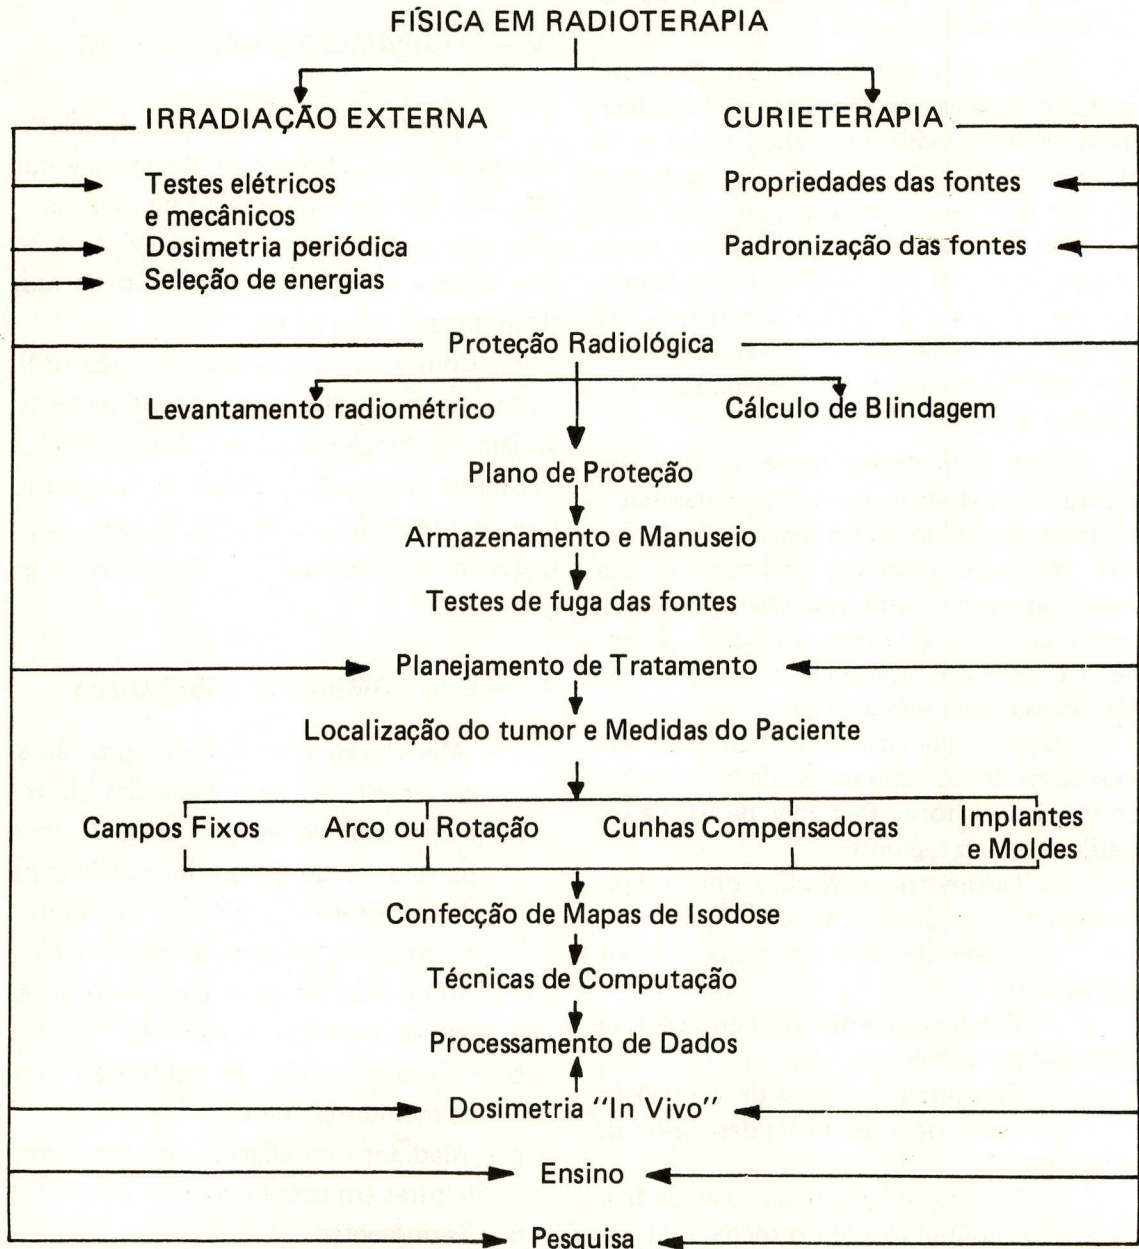 FÍSICA EM RADIOTERAPIA
IRRADIAÇÃO EXTERNA
CURIETERAPIA
Testes elétricos
e mecânicos
Dosimetria periódica
Seleção de energias
Propriedades das fontes
Padronização das fontes
Proteção Radiológica
Levantamento radiométrico
Cálculo de Blindagem
Plano de Proteção
Armazenamento e Manuseio
Testes de fuga das fontes
Planejamento de Tratamento
Localização do tumor e Medidas do Paciente
Campos Fixos
Arco ou Rotação
Cunhas Compensadoras
Implantes
e Moldes
Confecção de Mapas de Isodose
Técnicas de Computação
Processamento de Dados
Dosimetria "In Vivo"
Ensino
Pesquisa